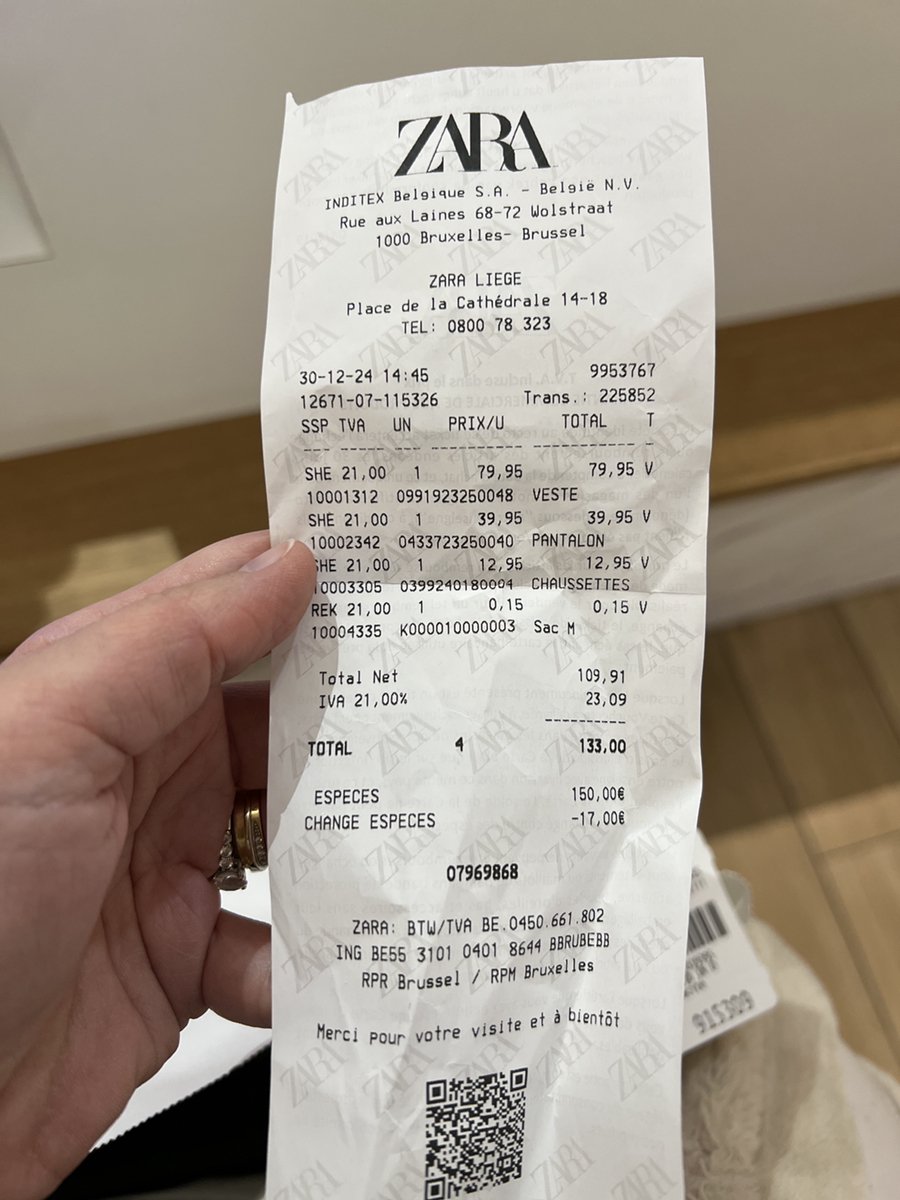 ZARA
INDITEX Belgique S.A. - België N.V.
Rue aux Laines 68-72 Wolstraat
1000 Bruxelles- Brussel
ZARA LIEGE
Place de la Cathédrale 14-18
TEL: 0800 78 323
30-12-24 14:45 9953767
12671-07-115326 Trans.: 225852
SSP TVA UN PRIX/U TOTAL T
SHE 21,00 1 79,95 79,95 V
10001312 0991923250048 VESTE
SHE 21,00 1 39,95 39,95 V
10002342 0433723250040 PANTALON
SHE 21,00 1 12,95 12,95 V
10003305 0399240180004 CHAUSSETTES
REK 21,00 1 0,15 0,15 V
10004335 K000010000003 Sac M
Total Net 109,91
IVA 21,00% 23,09
TOTAL 4 133,00
ESPECES 150,00€
CHANGE ESPECES -17,00€
07969868
ZARA: BTW/TVA BE.0450.661.802
ING BE55 3101 0401 8644 BBRUBEBB
RPR Brussel / RPM Bruxelles
Merci pour votre visite et à bientôt
915309